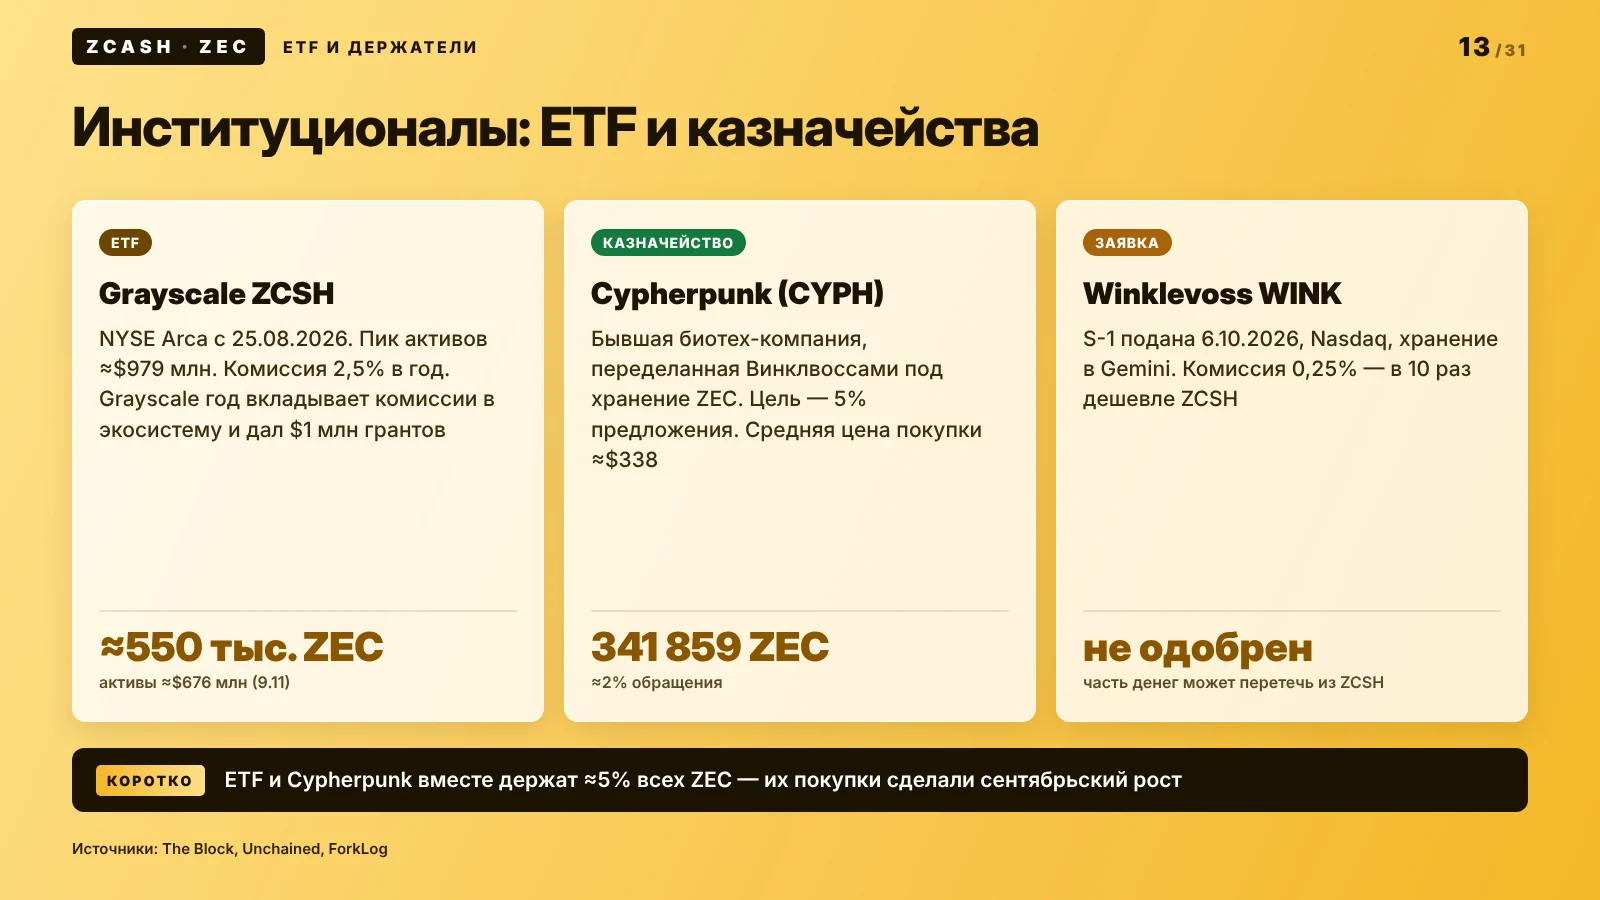 ZCASH · ZEC
ETF И ДЕРЖАТЕЛИ
13 / 31
Институционалы: ETF и казначейства
ETF
Grayscale ZCSH
NYSE Arca с 25.08.2026. Пик активов
≈$979 млн. Комиссия 2,5% в год.
Grayscale год вкладывает комиссии в
экосистему и дал $1 млн грантов
≈550 тыс. ZEC
активы ≈$676 млн (9.11)
КАЗНАЧЕЙСТВО
Cypherpunk (CYPH)
Бывшая биотех-компания,
переделанная Винклвоссами под
хранение ZEC. Цель — 5%
предложения. Средняя цена покупки
≈$338
341 859 ZEC
≈2% обращения
ЗАЯВКА
Winklevoss WINK
S-1 подана 6.10.2026, Nasdaq, хранение
в Gemini. Комиссия 0,25% — в 10 раз
дешевле ZCSH
не одобрен
часть денег может перетечь из ZCSH
КОРОТКО
ETF и Cypherpunk вместе держат ≈5% всех ZEC — их покупки сделали сентябрьский рост
Источники: The Block, Unchained, ForkLog